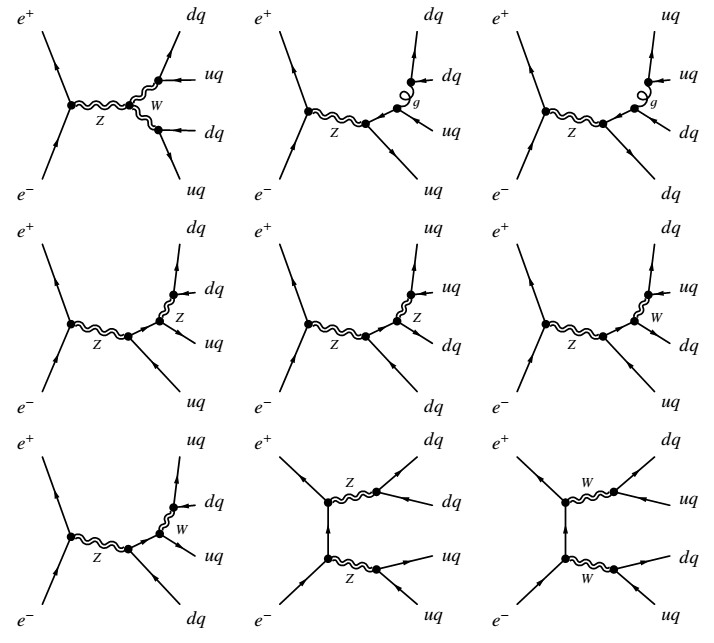 e⁺ dq
uq
Z W
dq
e⁻ uq
e⁺ dq
dq
g
Z uq
e⁻ uq
e⁺ uq
uq
g
Z dq
e⁻ dq
e⁺ dq
dq
Z
Z uq
e⁻ uq
e⁺ uq
uq
Z
Z dq
e⁻ dq
e⁺ dq
uq
W
Z dq
e⁻ uq
e⁺ uq
dq
W
Z uq
e⁻ dq
e⁺ dq
Z
dq
uq
Z
e⁻ uq
e⁺ dq
W
uq
dq
W
e⁻ uq